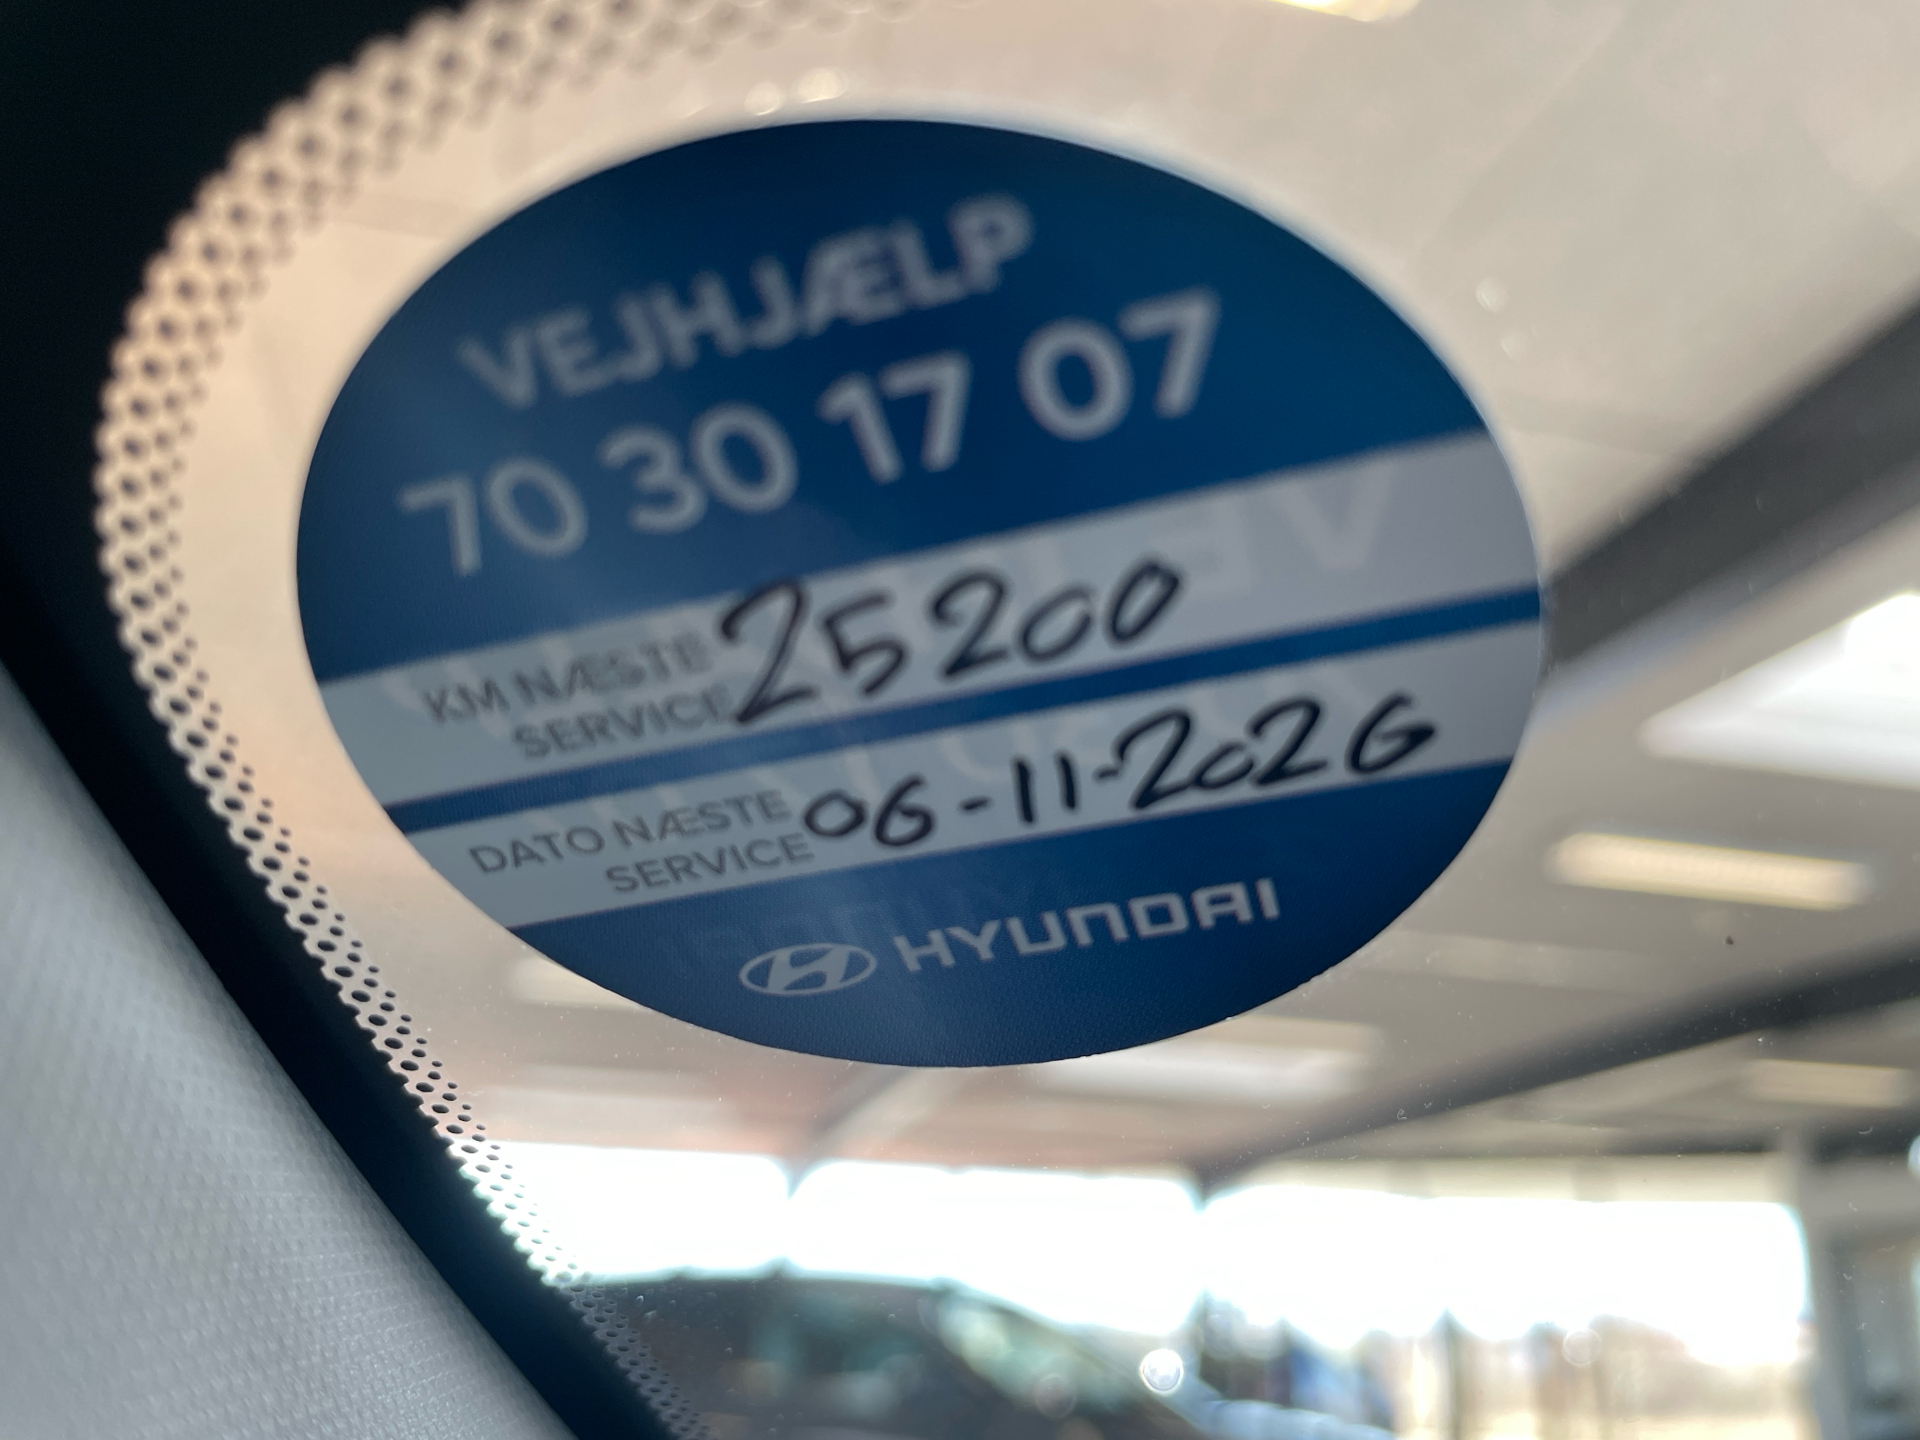 VEJHJÆLP
70 30 17 07
KM NÆSTE SERVICE 25200
DATO NÆSTE SERVICE 06-11-2026
HYUNDAI